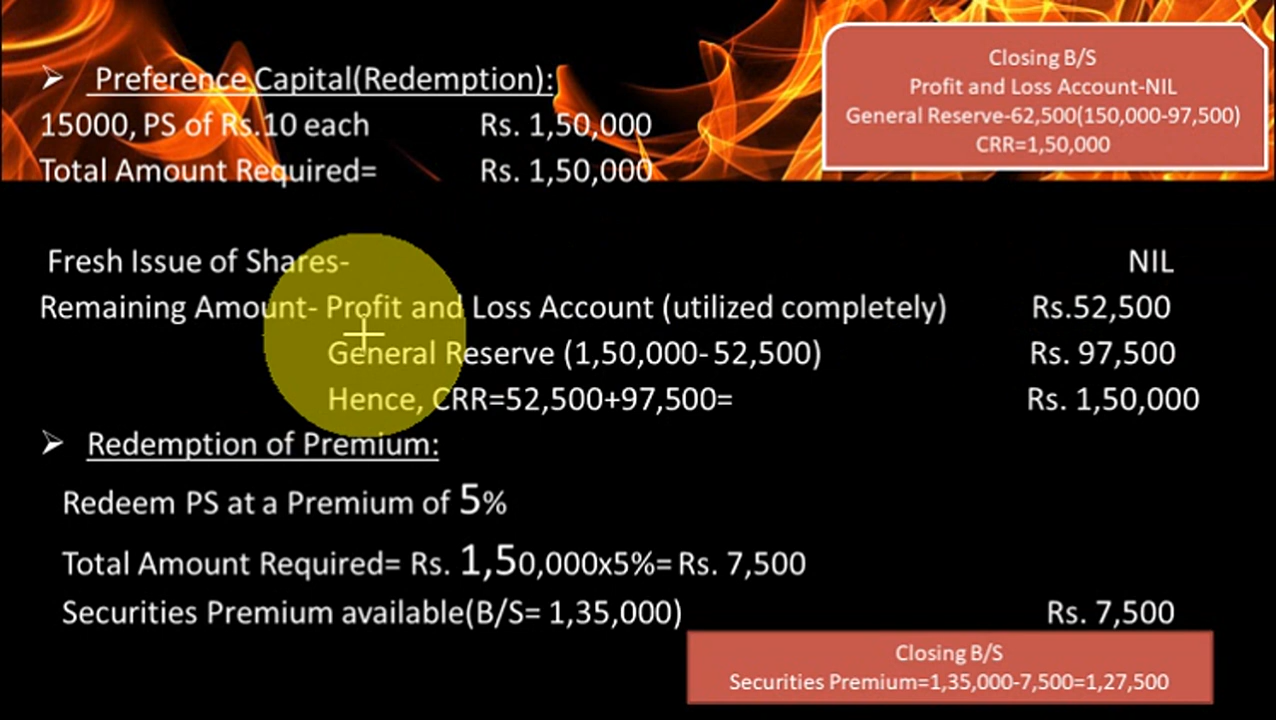 Closing B/S
Profit and Loss Account-NIL
General Reserve-62,500(150,000-97,500)
CRR=1,50,000
➢ Preference Capital(Redemption):
15000, PS of Rs.10 each Rs. 1,50,000
Total Amount Required= Rs. 1,50,000
Fresh Issue of Shares- NIL
Remaining Amount- Profit and Loss Account (utilized completely) Rs.52,500
General Reserve (1,50,000-52,500) Rs. 97,500
Hence, CRR=52,500+97,500= Rs. 1,50,000
➢ Redemption of Premium:
Redeem PS at a Premium of 5%
Total Amount Required= Rs. 1,50,000x5%= Rs. 7,500
Securities Premium available(B/S= 1,35,000) Rs. 7,500
Closing B/S
Securities Premium=1,35,000-7,500=1,27,500